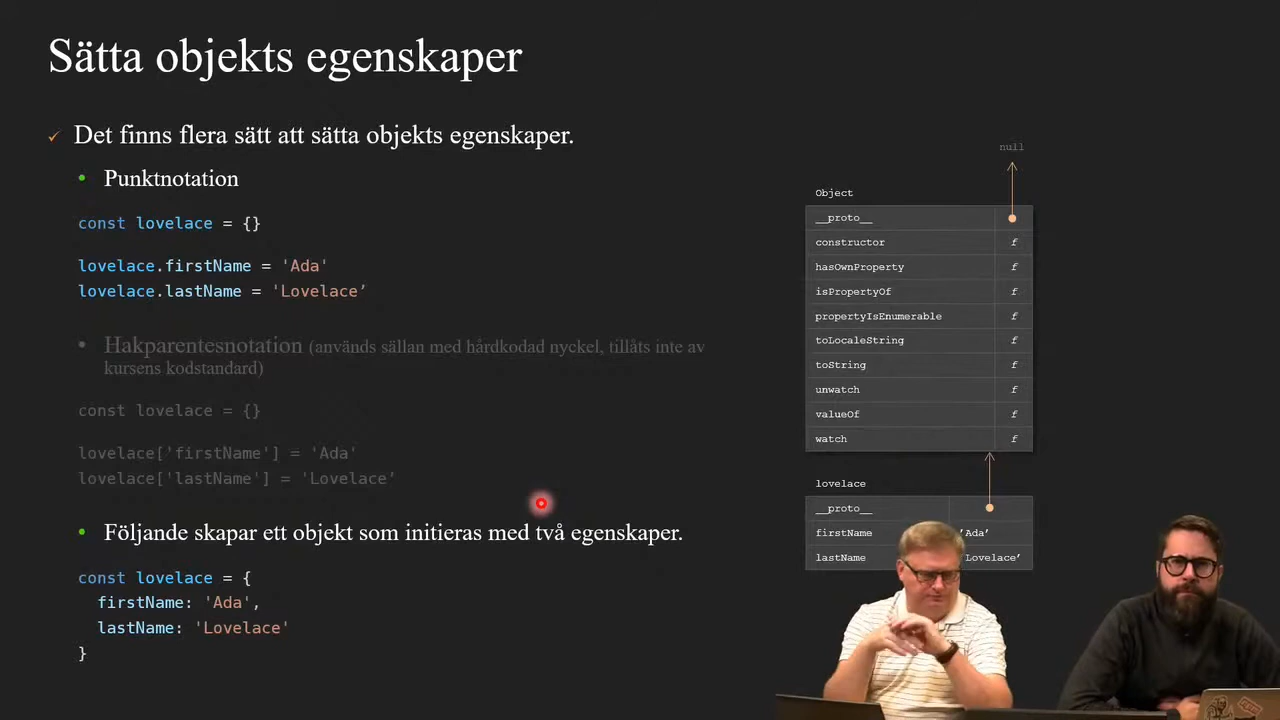 Sätta objekts egenskaper
Det finns flera sätt att sätta objekts egenskaper.
Punktnotation
const lovelace = {}
lovelace.firstName = 'Ada'
lovelace.lastName = 'Lovelace’
Hakparentesnotation (används sällan med hårdkodad nyckel, tillåts inte av
kursens kodstandard)
const lovelace = {}
lovelace['firstName'] = 'Ada'
lovelace['lastName'] = 'Lovelace’
Följande skapar ett objekt som initieras med två egenskaper.
const lovelace = {
firstName: 'Ada',
lastName: 'Lovelace'
}
null
Object
__proto__
constructor f
hasOwnProperty f
isPropertyOf f
propertyIsEnumerable f
toLocaleString f
toString f
unwatch f
valueOf f
watch f
lovelace
__proto__
firstName ’Ada’
lastName Lovelace’